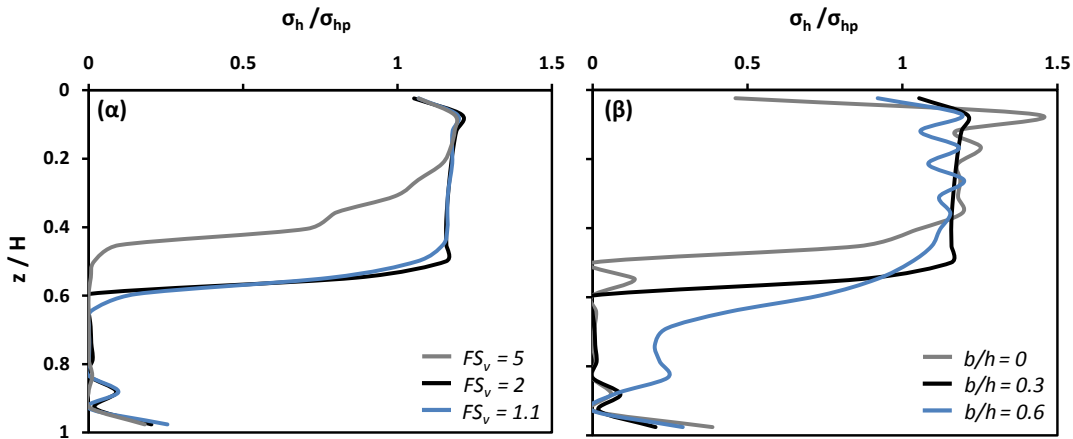 σh /σhp
σh /σhp
0 0.5 1 1.5
0 0.5 1 1.5
0
0.2
0.4
0.6
0.8
1
z / H
(α)
FSv = 5
FSv = 2
FSv = 1.1
(β)
b/h = 0
b/h = 0.3
b/h = 0.6